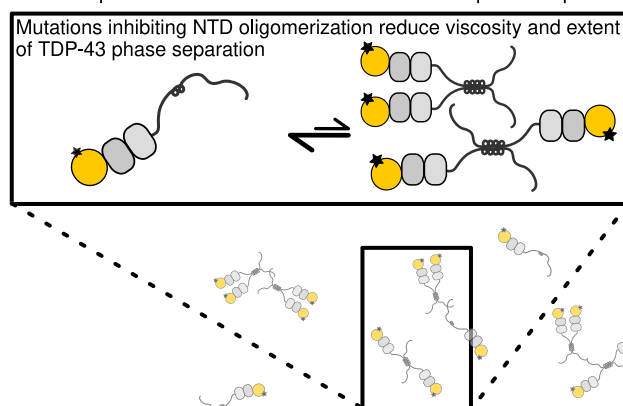 Mutations inhibiting NTD oligomerization reduce viscosity and extent
of TDP-43 phase separation